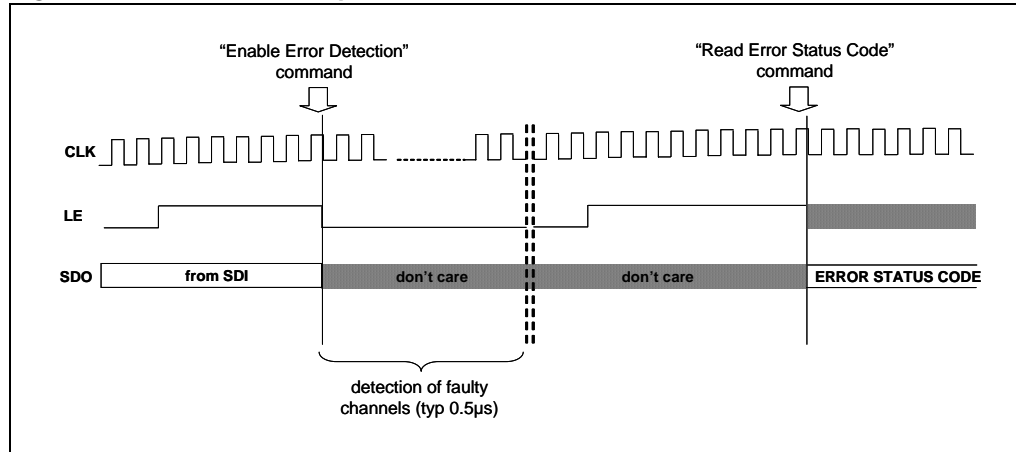 “Enable Error Detection”
command
“Read Error Status Code”
command
CLK
LE
SDO
from SDI
don’t care
don’t care
ERROR STATUS CODE
detection of faulty
channels (typ 0.5µs)